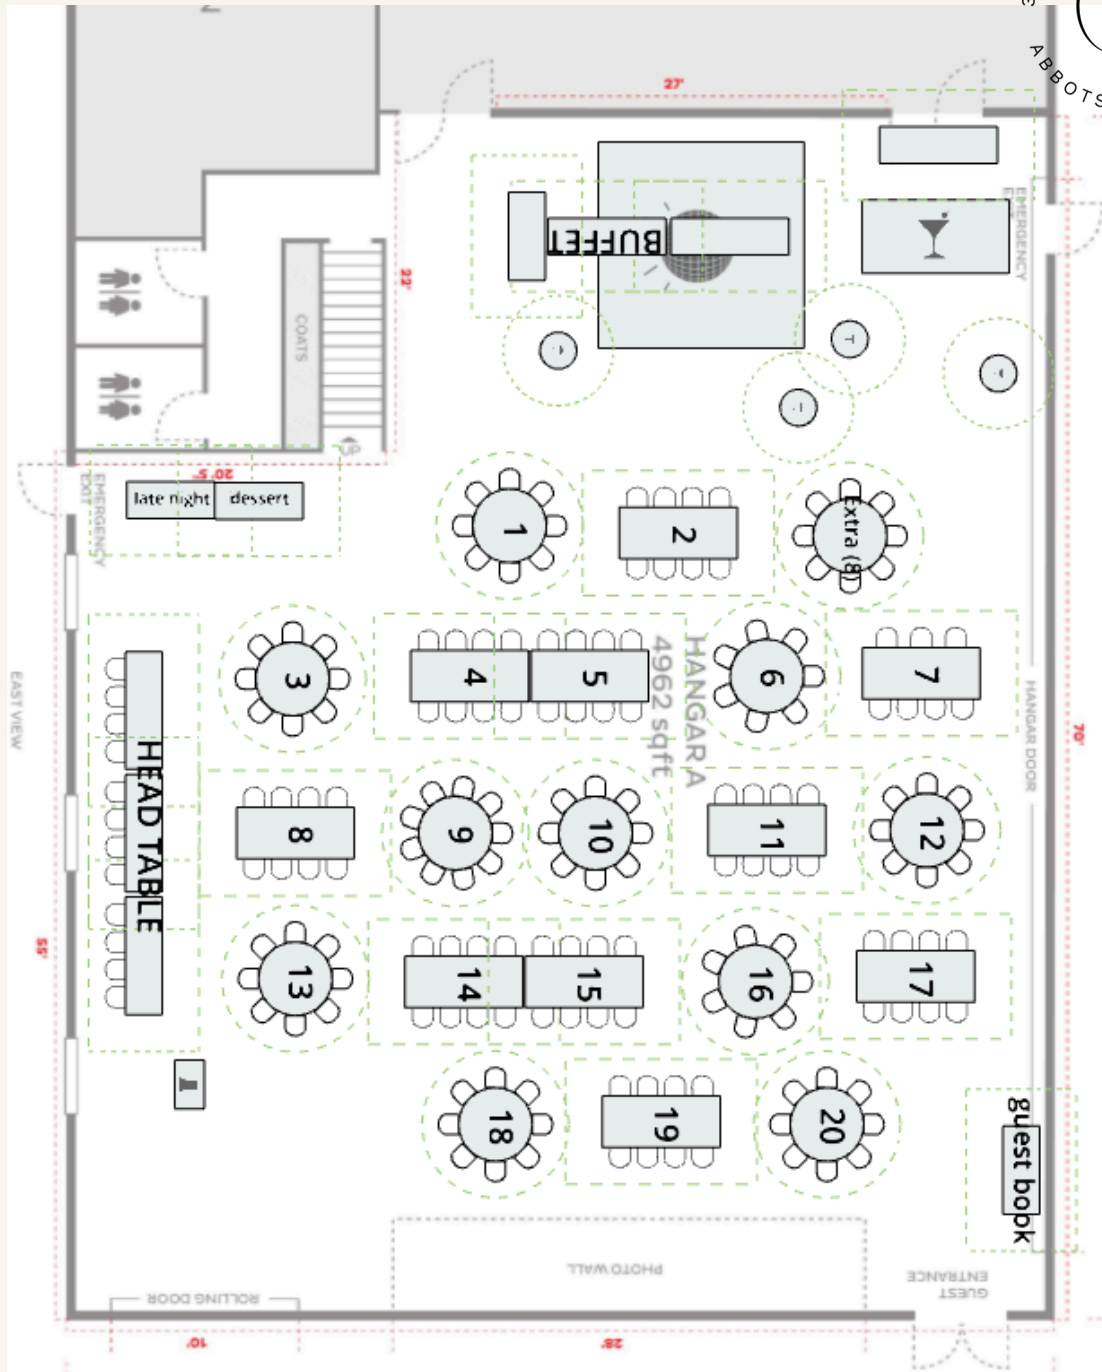 ABBOTS
27'
EMERGENCY
BUFFET
22'
COATS
UP
20' 5"
EMERGENCY
EXIT
late night
dessert
1
2
Extra (8)
HANGARA
4962 sqft
3
4
5
6
7
EAST VIEW
HANGAR DOOR
70'
HEAD TABLE
8
9
10
11
12
55'
13
14
15
16
17
18
19
20
guest book
PHOTO WALL
GUEST
ENTRANCE
ROLLING DOOR
10'
28'